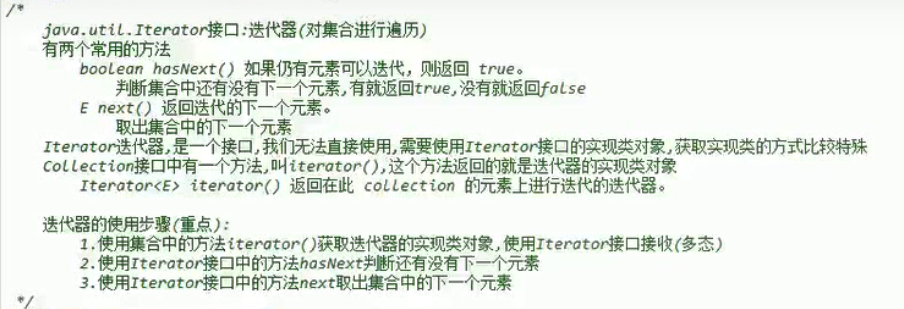 /*
java.util.Iterator接口:迭代器(对集合进行遍历)
有两个常用的方法
boolean hasNext() 如果仍有元素可以迭代，则返回 true。
判断集合中还有没有下一个元素,有就返回true,没有就返回false
E next() 返回迭代的下一个元素。
取出集合中的下一个元素
Iterator迭代器,是一个接口,我们无法直接使用,需要使用Iterator接口的实现类对象,获取实现类的方式比较特殊
Collection接口中有一个方法,叫iterator(),这个方法返回的就是迭代器的实现类对象
Iterator<E> iterator() 返回在此 collection 的元素上进行迭代的迭代器。
迭代器的使用步骤(重点):
1.使用集合中的方法iterator()获取迭代器的实现类对象,使用Iterator接口接收(多态)
2.使用Iterator接口中的方法hasNext判断还有没有下一个元素
3.使用Iterator接口中的方法next取出集合中的下一个元素
*/